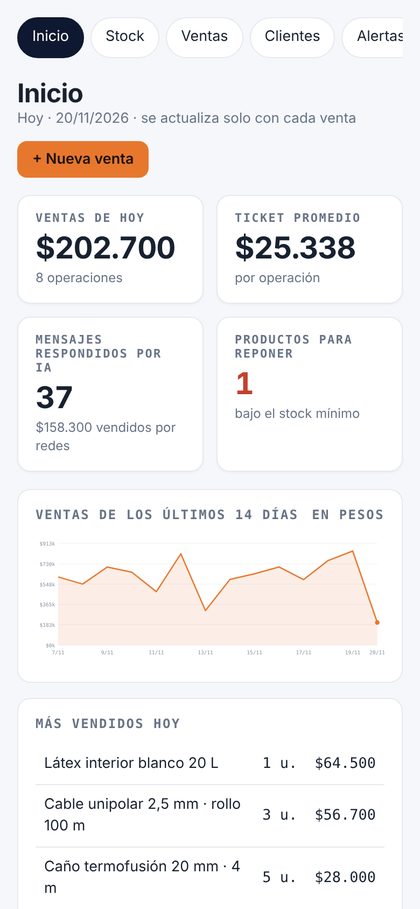 Inicio Stock Ventas Clientes Alertas
Inicio
Hoy · 20/11/2026 · se actualiza solo con cada venta
+ Nueva venta
VENTAS DE HOY
$202.700
8 operaciones
TICKET PROMEDIO
$25.338
por operación
MENSAJES
RESPONDIDOS POR
IA
37
$158.300 vendidos por
redes
PRODUCTOS PARA
REPONER
1
bajo el stock mínimo
VENTAS DE LOS ÚLTIMOS 14 DÍAS EN PESOS
$913k
$730k
$548k
$365k
$183k
$0k
7/11 9/11 11/11 13/11 15/11 17/11 19/11 20/11
MÁS VENDIDOS HOY
Látex interior blanco 20 L 1 u. $64.500
Cable unipolar 2,5 mm · rollo
100 m 3 u. $56.700
Caño termofusión 20 mm · 4
m 5 u. $28.000